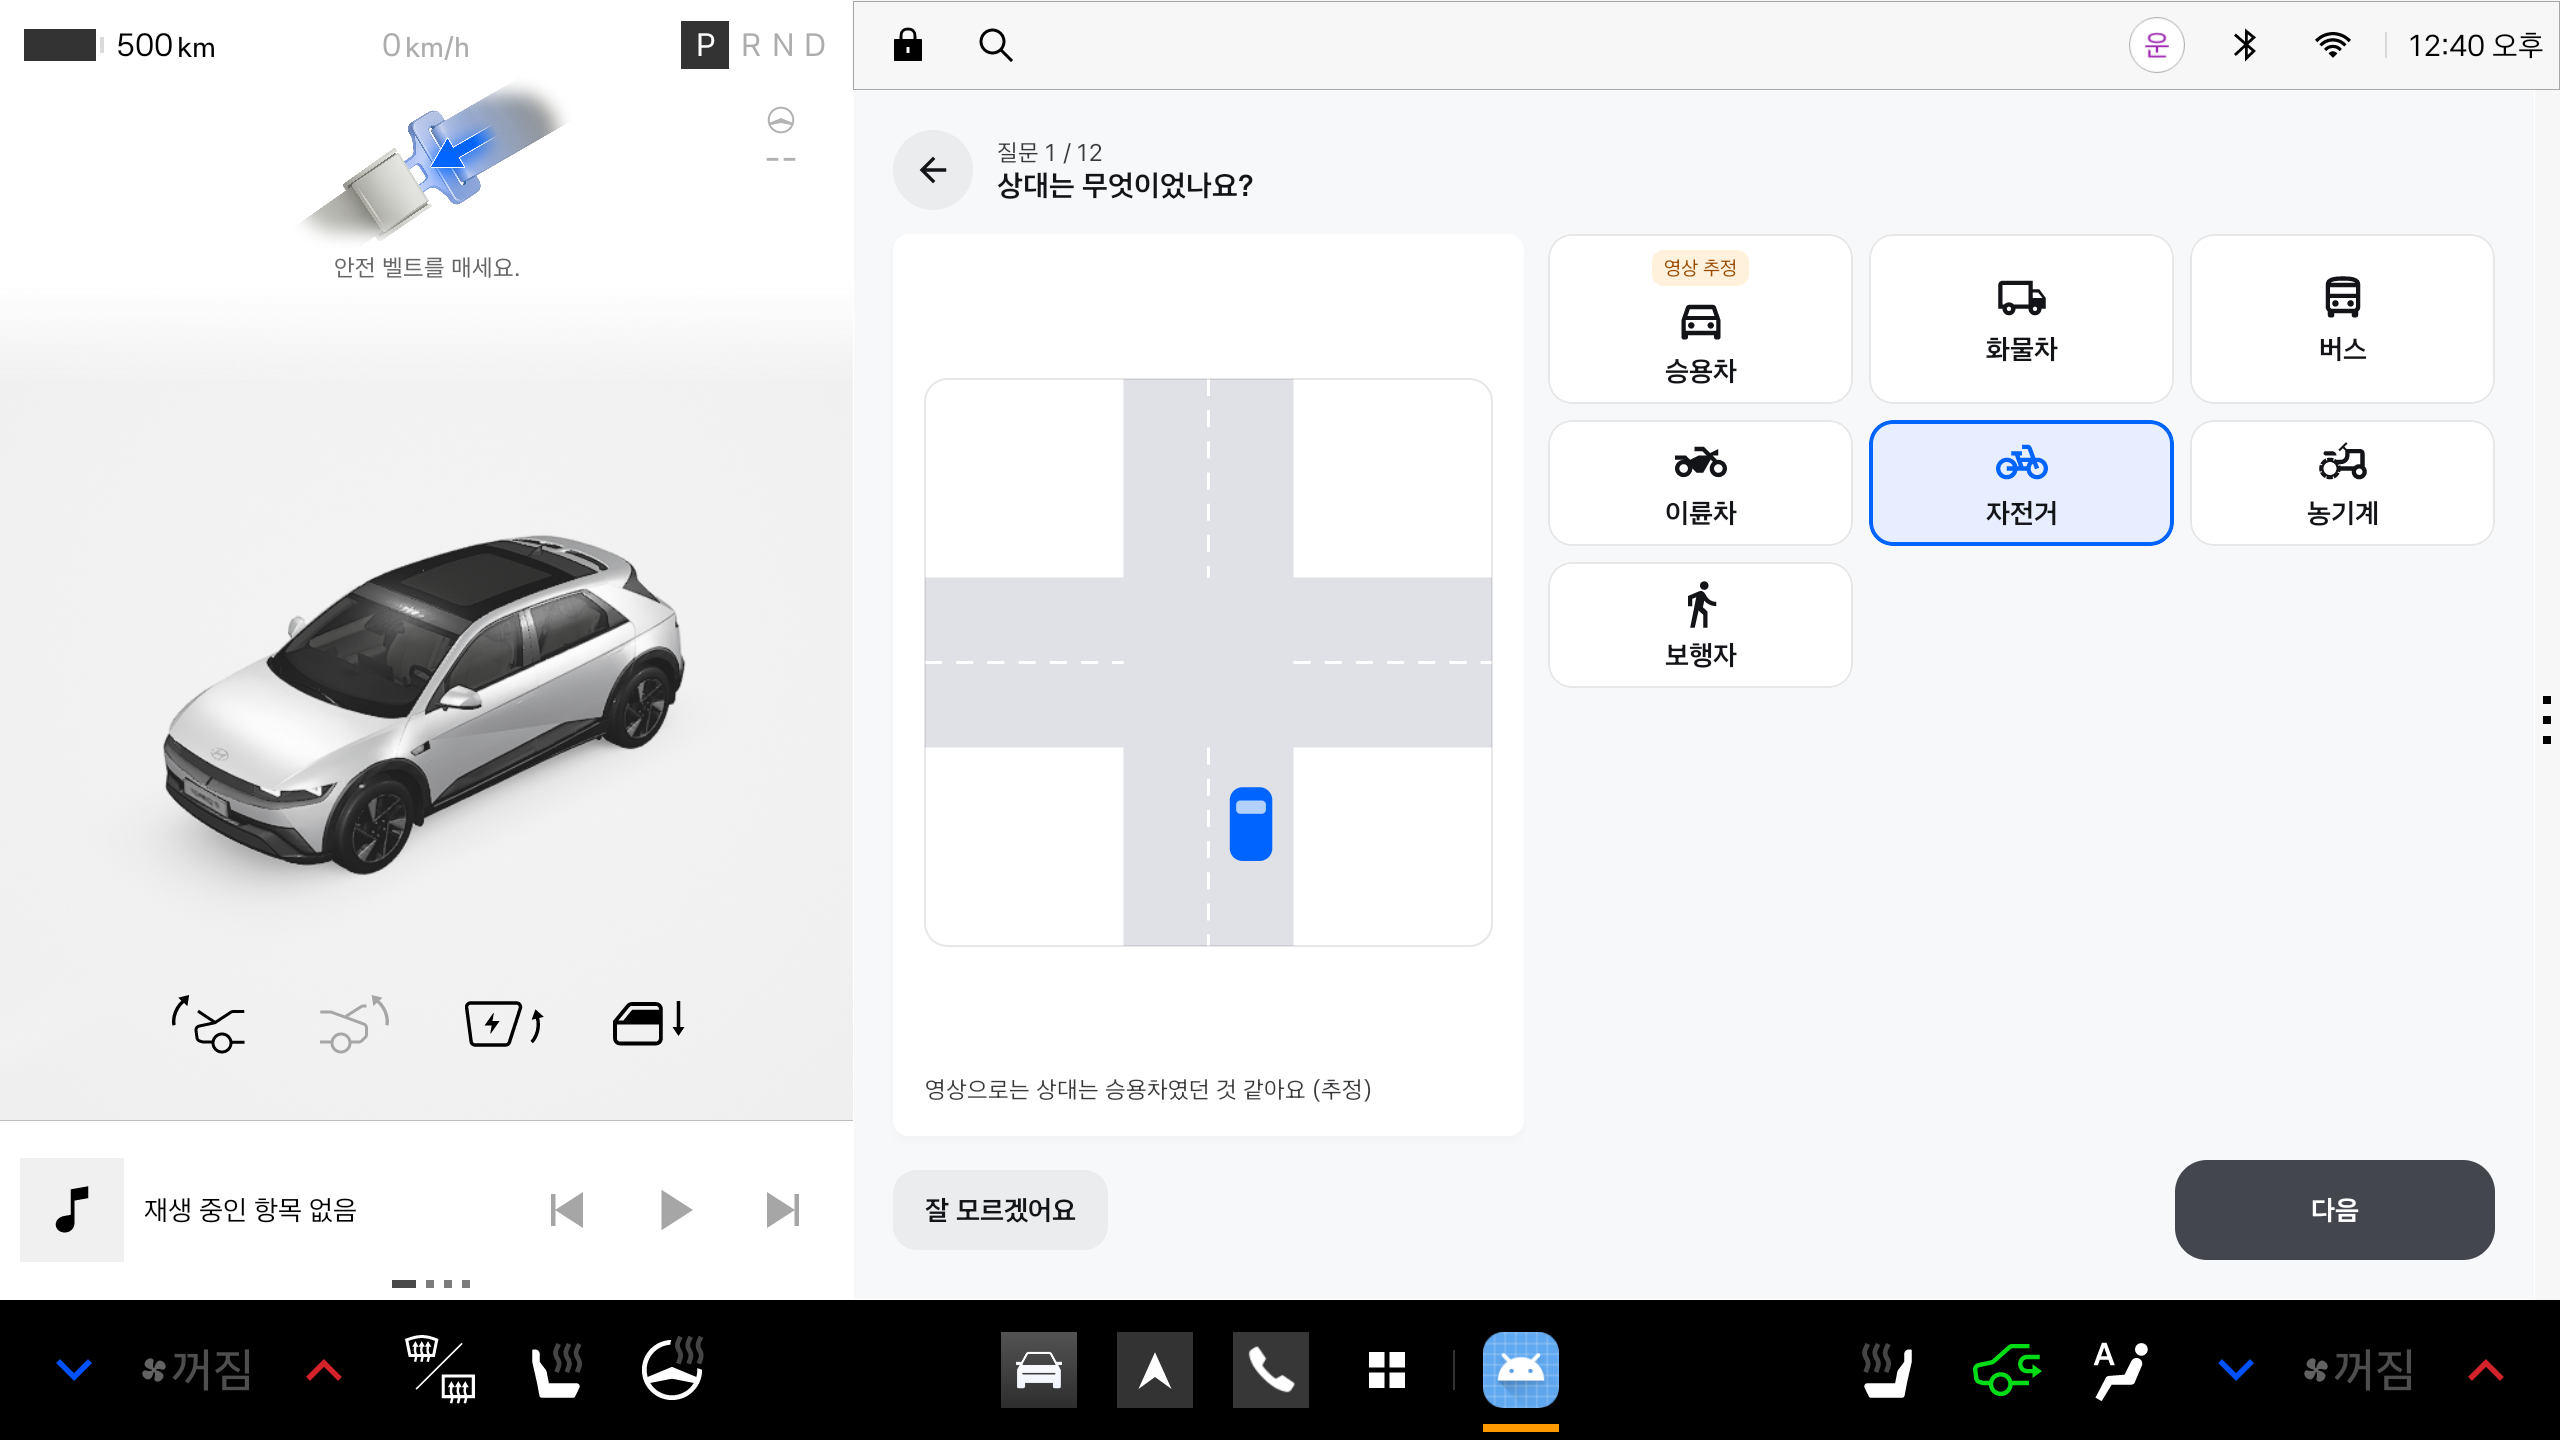 500 km
0 km/h
P R N D
운
12:40 오후
안전 벨트를 매세요.
질문 1 / 12
상대는 무엇이었나요?
영상 추정
승용차
화물차
버스
이륜차
자전거
농기계
보행자
영상으로는 상대는 승용차였던 것 같아요 (추정)
재생 중인 항목 없음
잘 모르겠어요
다음
꺼짐
A
꺼짐